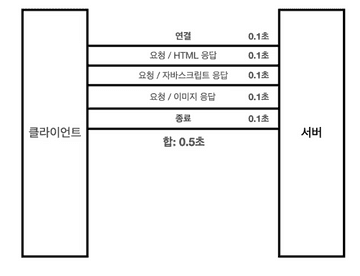 연결 0.1초
요청 / HTML 응답 0.1초
요청 / 자바스크립트 응답 0.1초
요청 / 이미지 응답 0.1초
종료 0.1초
클라이언트
서버
합: 0.5초